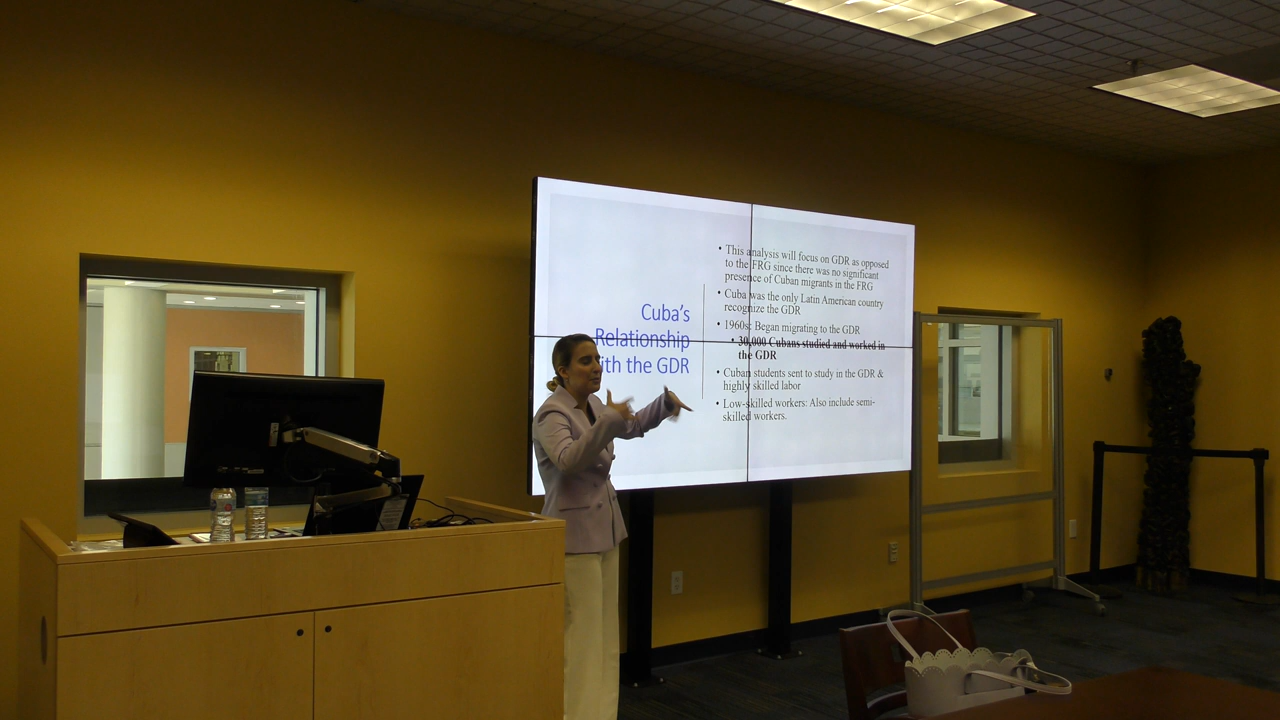 Cuba's
Relationship
ith the GDR
• This analysis will focus on GDR as opposed
to the FRG since there was no significant
presence of Cuban migrants in the FRG
• Cuba was the only Latin American country
recognize the GDR
• 1960s: Began migrating to the GDR
• 30,000 Cubans studied and worked in
the GDR
• Cuban students sent to study in the GDR &
highly skilled labor
• Low-skilled workers: Also include semi-
skilled workers.